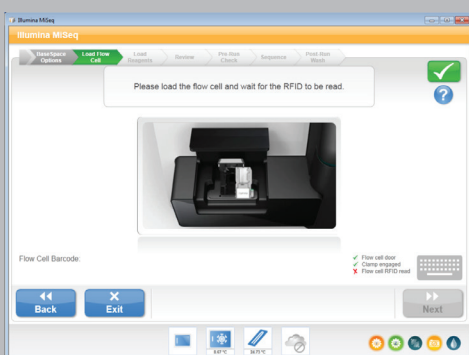 Illumina MiSeq
Illumina MiSeq
BaseSpace Options
Load Flow Cell
Load Reagents
Review
Pre-Run Check
Sequence
Post-Run Wash
Please load the flow cell and wait for the RFID to be read.
?
Flow Cell Barcode:
Flow cell door
Clamp engaged
Flow cell RFID read
Back
Exit
Next